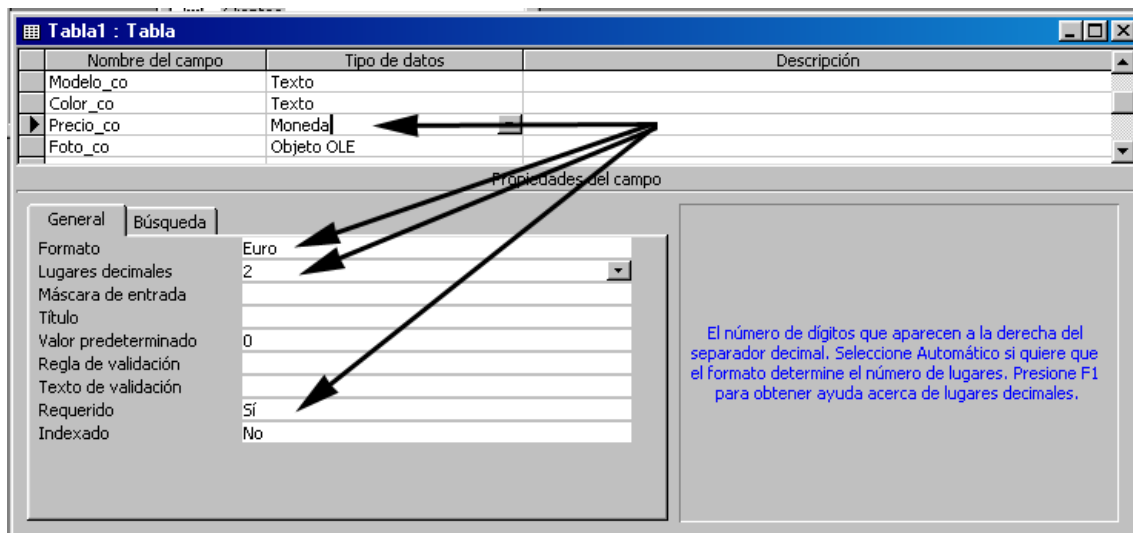 Tabla1 : Tabla
Nombre del campo Tipo de datos Descripción
Modelo_co Texto
Color_co Texto
Precio_co Moneda
Foto_co Objeto OLE
Propiedades del campo
General Búsqueda
Formato Euro
Lugares decimales 2
Máscara de entrada
Título
Valor predeterminado 0
Regla de validación
Texto de validación
Requerido Sí
Indexado No
El número de dígitos que aparecen a la derecha del
separador decimal. Seleccione Automático si quiere que
el formato determine el número de lugares. Presione F1
para obtener ayuda acerca de lugares decimales.